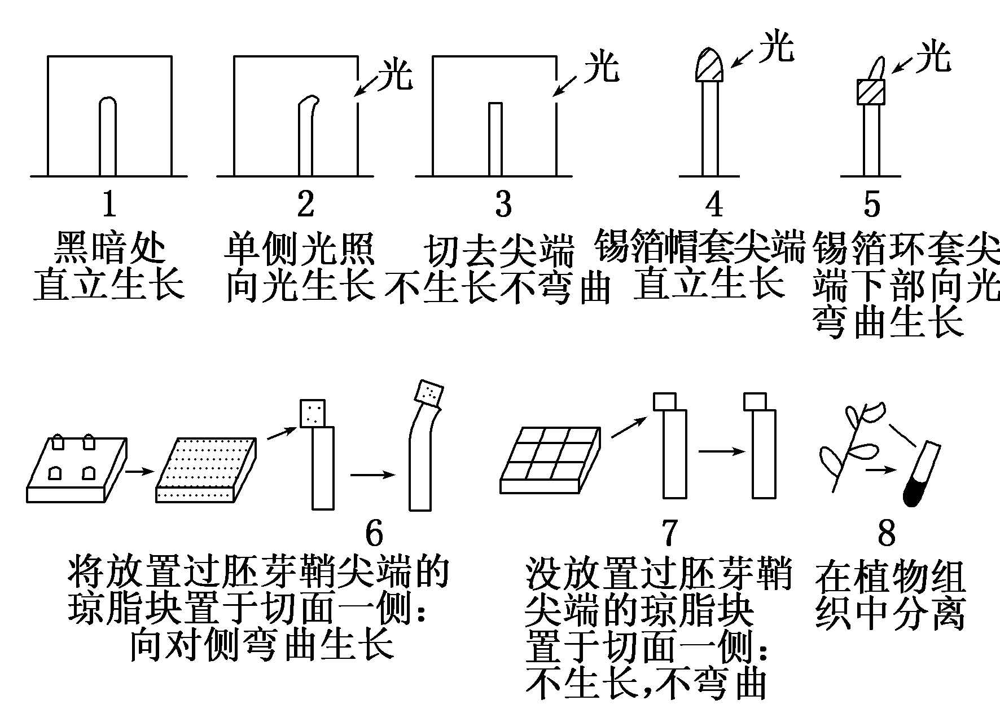 光
光
光
光
1
2
3
4
5
黑暗处
直立生长
单侧光照
向光生长
切去尖端
不生长不弯曲
锡箔帽套尖端
直立生长
锡箔环套尖
端下部向光
弯曲生长
6
7
8
将放置过胚芽鞘尖端的
琼脂块置于切面一侧：
向对侧弯曲生长
没放置过胚芽鞘
尖端的琼脂块
置于切面一侧：
不生长,不弯曲
在植物组
织中分离